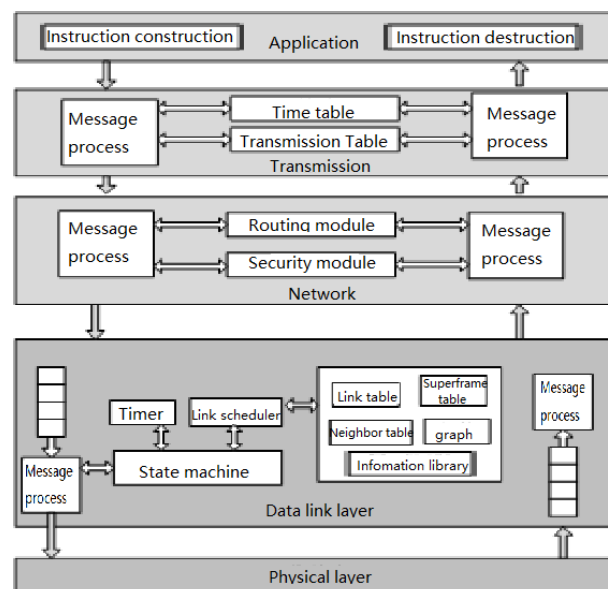 Instruction construction
Instruction destruction
Application
Message
process
Time table
Transmission Table
Message
process
Transmission
Message
process
Routing module
Security module
Message
process
Network
Link table
Superframe
table
Message
process
Timer
Link scheduler
Neighbor table
graph
Message
process
State machine
Infomation library
Data link layer
Physical layer